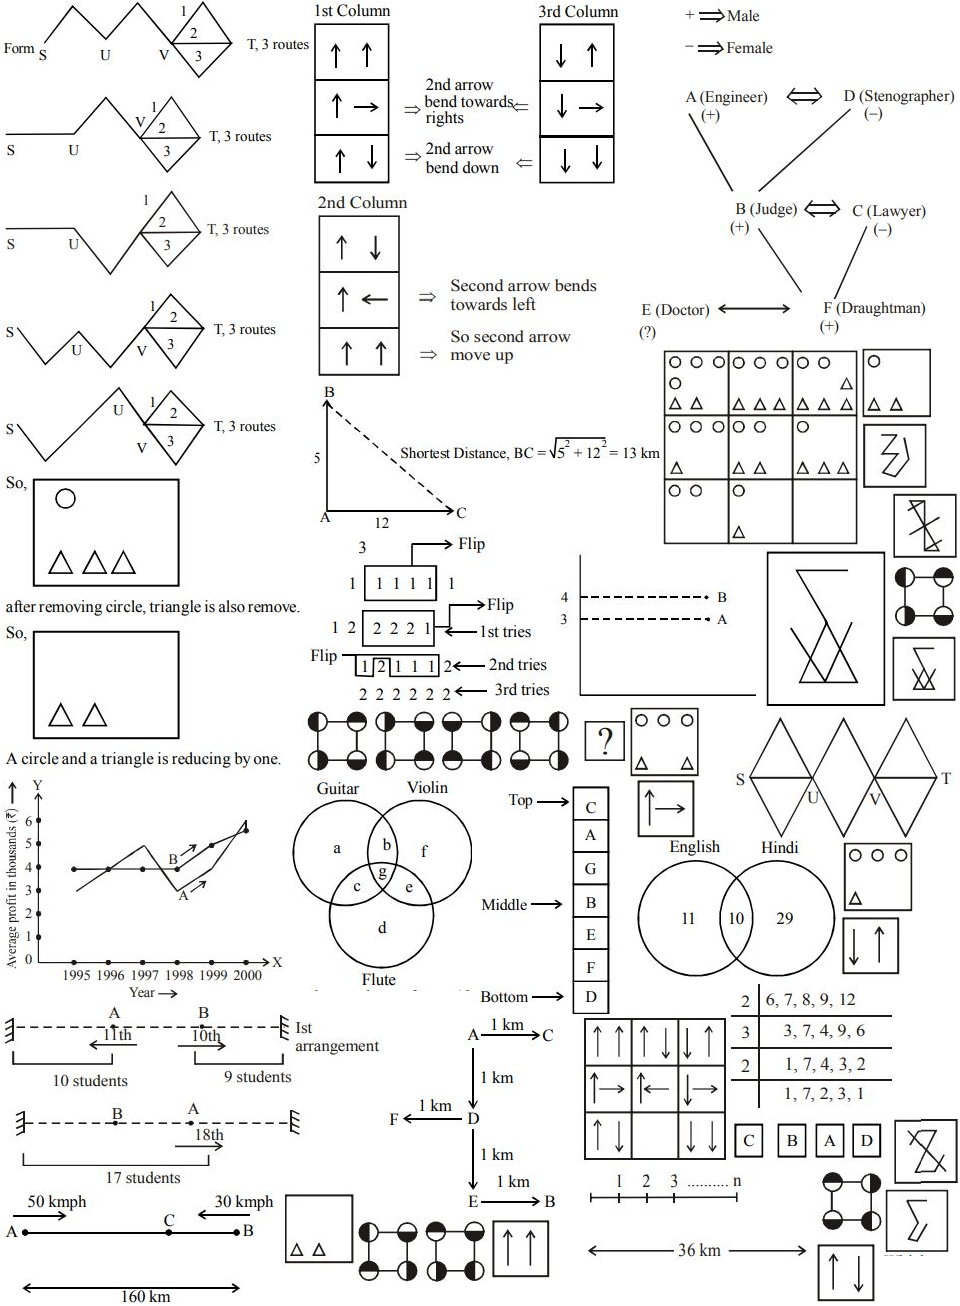 Form
S
U
V
1
2
3
T, 3 routes
S
U
V
1
2
3
T, 3 routes
S
U
1
2
3
T, 3 routes
S
U
V
1
2
3
T, 3 routes
S
U
V
1
2
3
T, 3 routes
So,
after removing circle, triangle is also remove.
So,
A circle and a triangle is reducing by one.
Average profit in thousands (₹)
Y
6
5
4
3
2
1
0
B
A
1995 1996 1997 1998 1999 2000
X
Year
A
B
11th
10th
Ist
arrangement
10 students
9 students
B
A
18th
17 students
50 kmph
30 kmph
A
C
B
160 km
1st Column
3rd Column
2nd arrow
bend towards
rights
2nd arrow
bend down
2nd Column
Second arrow bends
towards left
So second arrow
move up
B
5
A
12
C
Shortest Distance, BC = √5² + 12² = 13 km
3
Flip
1 1 1 1 1 1
Flip
1 2 2 2 2 1
1st tries
Flip
1 2 1 1 1 2
2nd tries
2 2 2 2 2 2
3rd tries
4
B
3
A
?
Guitar
Violin
a
b
f
g
c
e
d
Flute
Top
C
A
G
Middle
B
E
F
Bottom
D
A
1 km
C
1 km
F
1 km
D
1 km
E
1 km
B
+ ⇒ Male
− ⇒ Female
A (Engineer)
(+)
D (Stenographer)
(−)
B (Judge)
(+)
C (Lawyer)
(−)
E (Doctor)
(?)
F (Draughtman)
(+)
S
U
V
T
English
Hindi
11
10
29
2 6, 7, 8, 9, 12
3 3, 7, 4, 9, 6
2 1, 7, 4, 3, 2
1, 7, 2, 3, 1
C B A D
1 2 3 .......... n
36 km